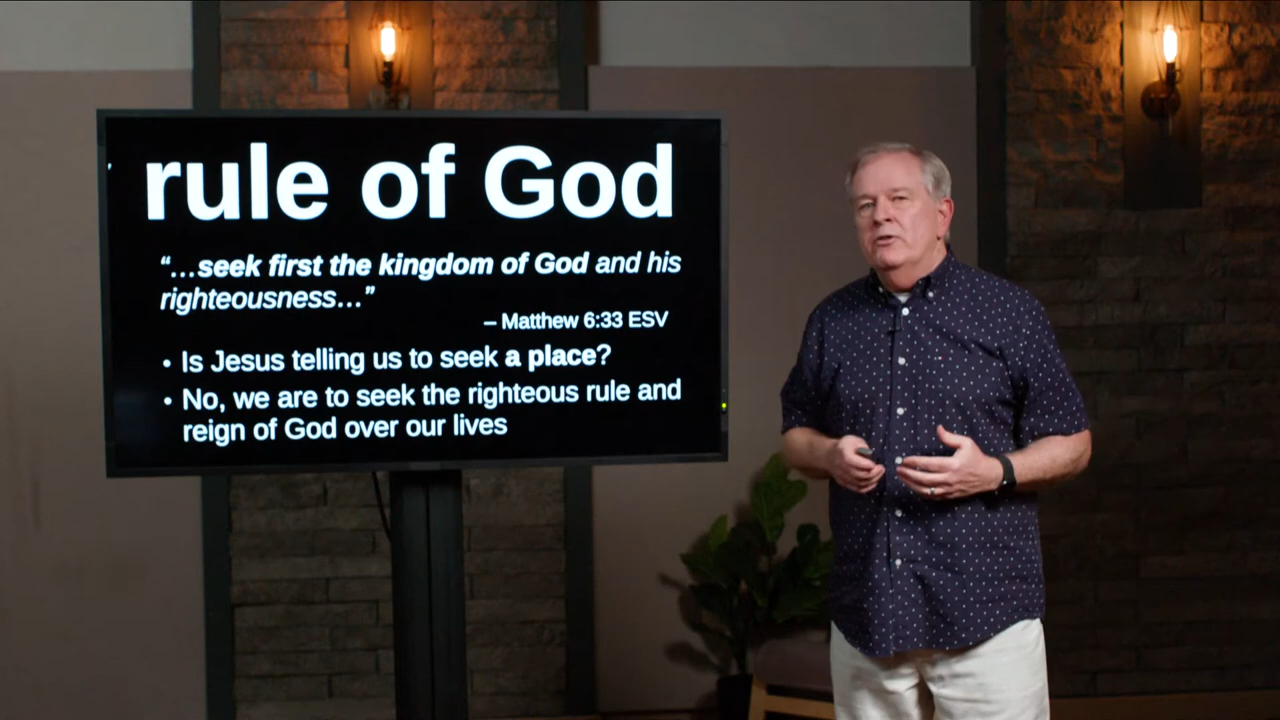 rule of God
“…seek first the kingdom of God and his
righteousness…”
– Matthew 6:33 ESV
• Is Jesus telling us to seek a place?
• No, we are to seek the righteous rule and
reign of God over our lives